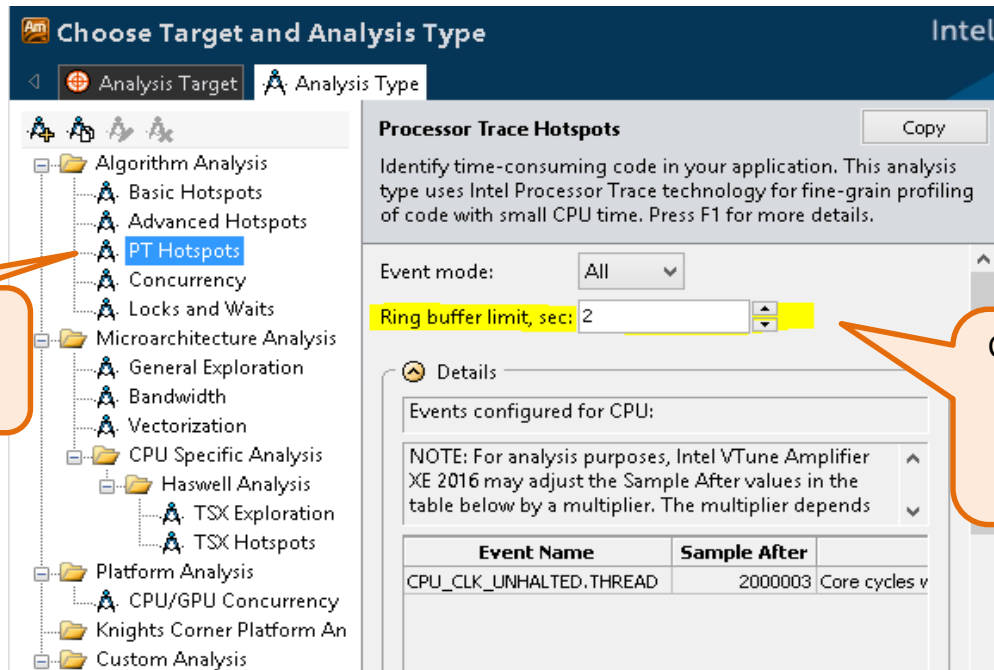 Choose Target and Analysis Type
Intel
Analysis Target
Analysis Type
Algorithm Analysis
Basic Hotspots
Advanced Hotspots
PT Hotspots
Concurrency
Locks and Waits
Microarchitecture Analysis
General Exploration
Bandwidth
Vectorization
CPU Specific Analysis
Haswell Analysis
TSX Exploration
TSX Hotspots
Platform Analysis
CPU/GPU Concurrency
Knights Corner Platform An
Custom Analysis
Processor Trace Hotspots
Copy
Identify time-consuming code in your application. This analysis
type uses Intel Processor Trace technology for fine-grain profiling
of code with small CPU time. Press F1 for more details.
Event mode: All
Ring buffer limit, sec: 2
Details
Events configured for CPU:
NOTE: For analysis purposes, Intel VTune Amplifier
XE 2016 may adjust the Sample After values in the
table below by a multiplier. The multiplier depends
Event Name Sample After
CPU_CLK_UNHALTED.THREAD 2000003 Core cycles w